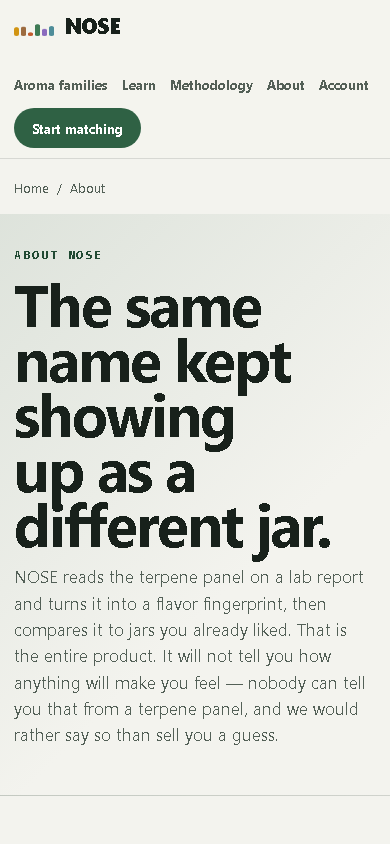 NOSE
Aroma families Learn Methodology About Account
Start matching
Home / About
ABOUT NOSE
The same
name kept
showing
up as a
different jar.
NOSE reads the terpene panel on a lab report
and turns it into a flavor fingerprint, then
compares it to jars you already liked. That is
the entire product. It will not tell you how
anything will make you feel — nobody can tell
you that from a terpene panel, and we would
rather say so than sell you a guess.